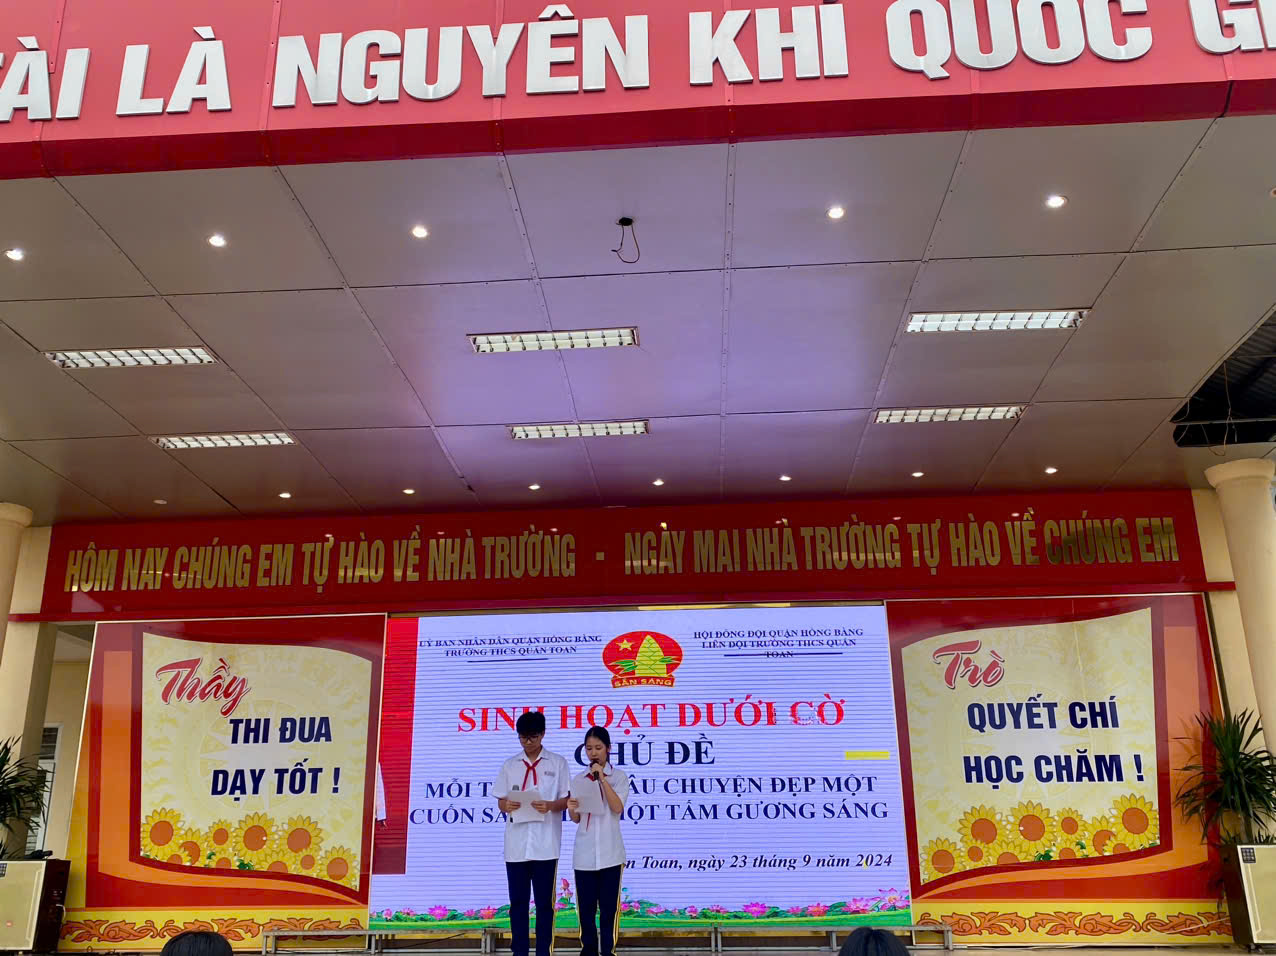 TÀI LÀ NGUYÊN KHÍ QUỐC GI
HÔM NAY CHÚNG EM TỰ HÀO VỀ NHÀ TRƯỜNG - NGÀY MAI NHÀ TRƯỜNG TỰ HÀO VỀ CHÚNG EM
Thầy
THI ĐUA
DẠY TỐT !
ỦY BAN NHÂN DÂN QUẬN HỒNG BÀNG
TRƯỜNG THCS QUÁN TOAN
HỘI ĐỒNG ĐỘI QUẬN HỒNG BÀNG
LIÊN ĐỘI TRƯỜNG THCS QUÁN
TOAN
SẴN SÀNG
SINH HOẠT DƯỚI CỜ
CHỦ ĐỀ
MỖI CHUYỆN ĐẸP MỘT
CUỐN MỘT TẤM GƯƠNG SÁNG
Toan, ngày 23 tháng 9 năm 2024
Trò
QUYẾT CHÍ
HỌC CHĂM !